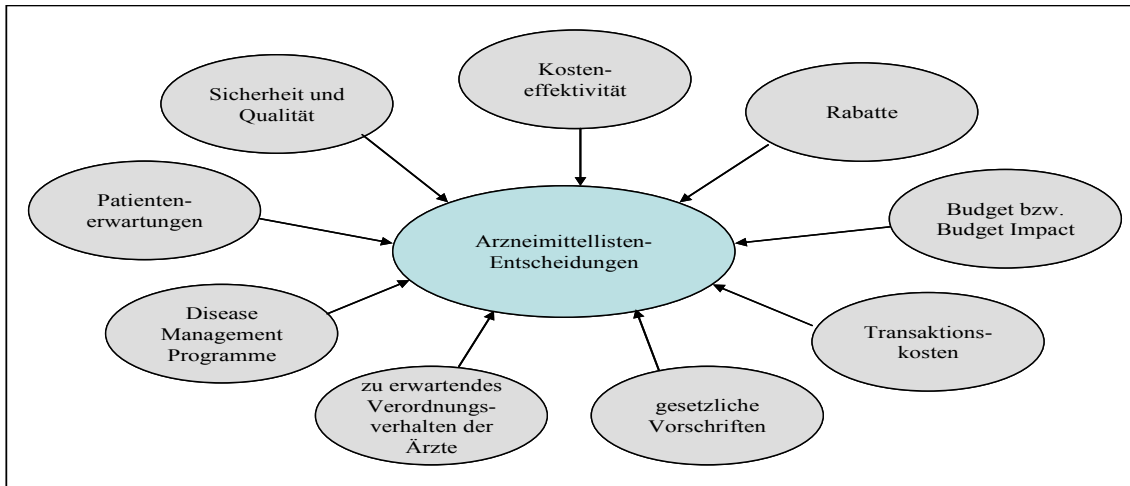 Kosten-
effektivität
Sicherheit und
Qualität
Rabatte
Patienten-
erwartungen
Budget bzw.
Budget Impact
Arzneimittellisten-
Entscheidungen
Disease
Management
Programme
Transaktions-
kosten
zu erwartendes
Verordnungs-
verhalten der
Ärzte
gesetzliche
Vorschriften